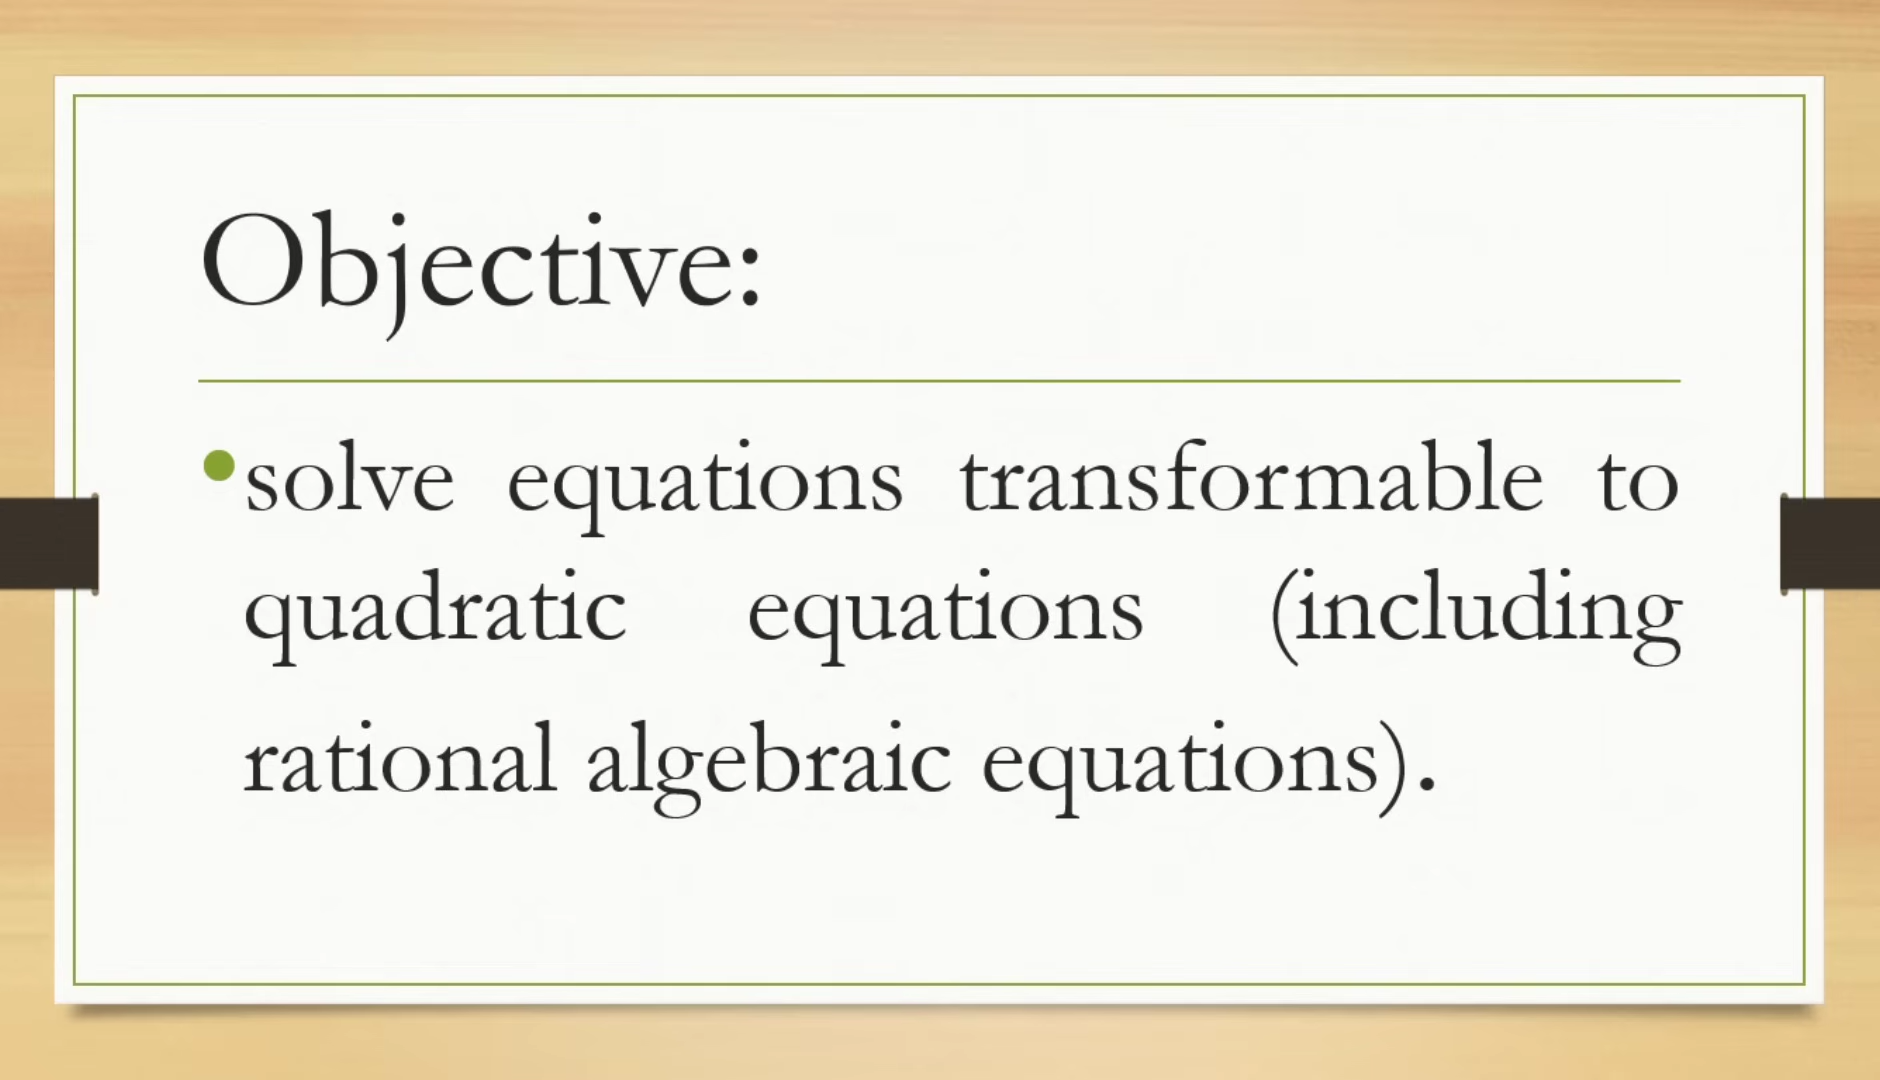 Objective:
•solve equations transformable to
quadratic equations (including
rational algebraic equations).